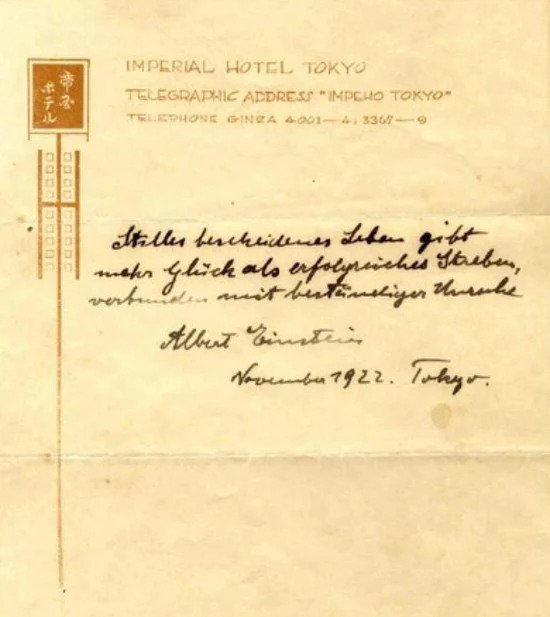 帝国
ホテル
IMPERIAL HOTEL TOKYO
TELEGRAPHIC ADDRESS "IMPEHO TOKYO"
TELEPHONE GINZA 4001—4, 3367—9
Stilles bescheidenes Leben gibt
mehr Glück als erfolgreiches Streben,
verbunden mit beständiger Unruhe
Albert Einstein
November 1922. Tokyo.